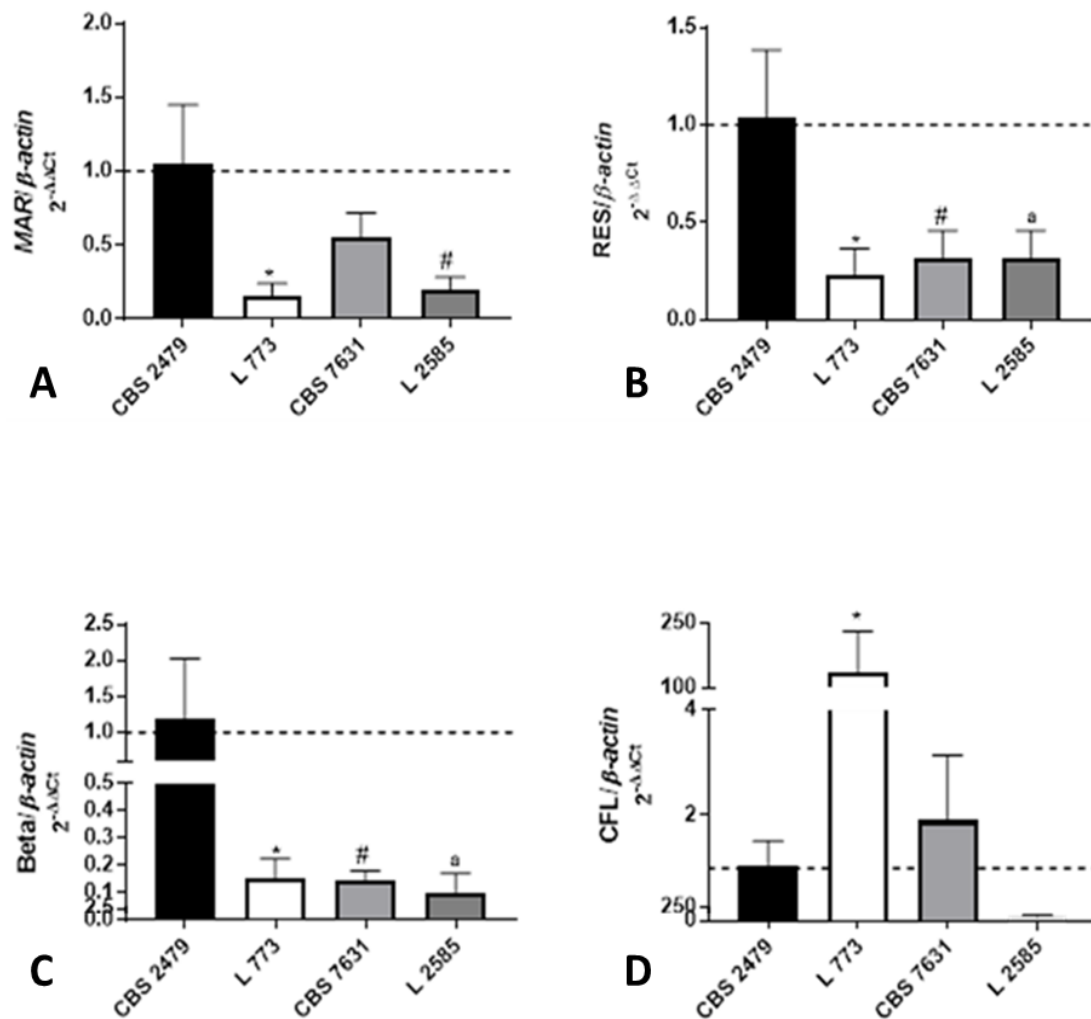 2.0
1.5
1.0
0.5
0.0
MAR/β-actin
2^-ΔΔCt
*
#
CBS 2479
L 773
CBS 7631
L 2585
A
1.5
1.0
0.5
0.0
RES/β-actin
2^-ΔΔCt
*
#
a
CBS 2479
L 773
CBS 7631
L 2585
B
2.5
2.0
1.5
1.0
0.5
0.4
0.3
0.2
0.1
2.5
0.0
Beta/β-actin
2^-ΔΔCt
*
#
a
CBS 2479
L 773
CBS 7631
L 2585
C
250
100
4
2
250
0
CFL/β-actin
2^-ΔΔCt
*
CBS 2479
L 773
CBS 7631
L 2585
D